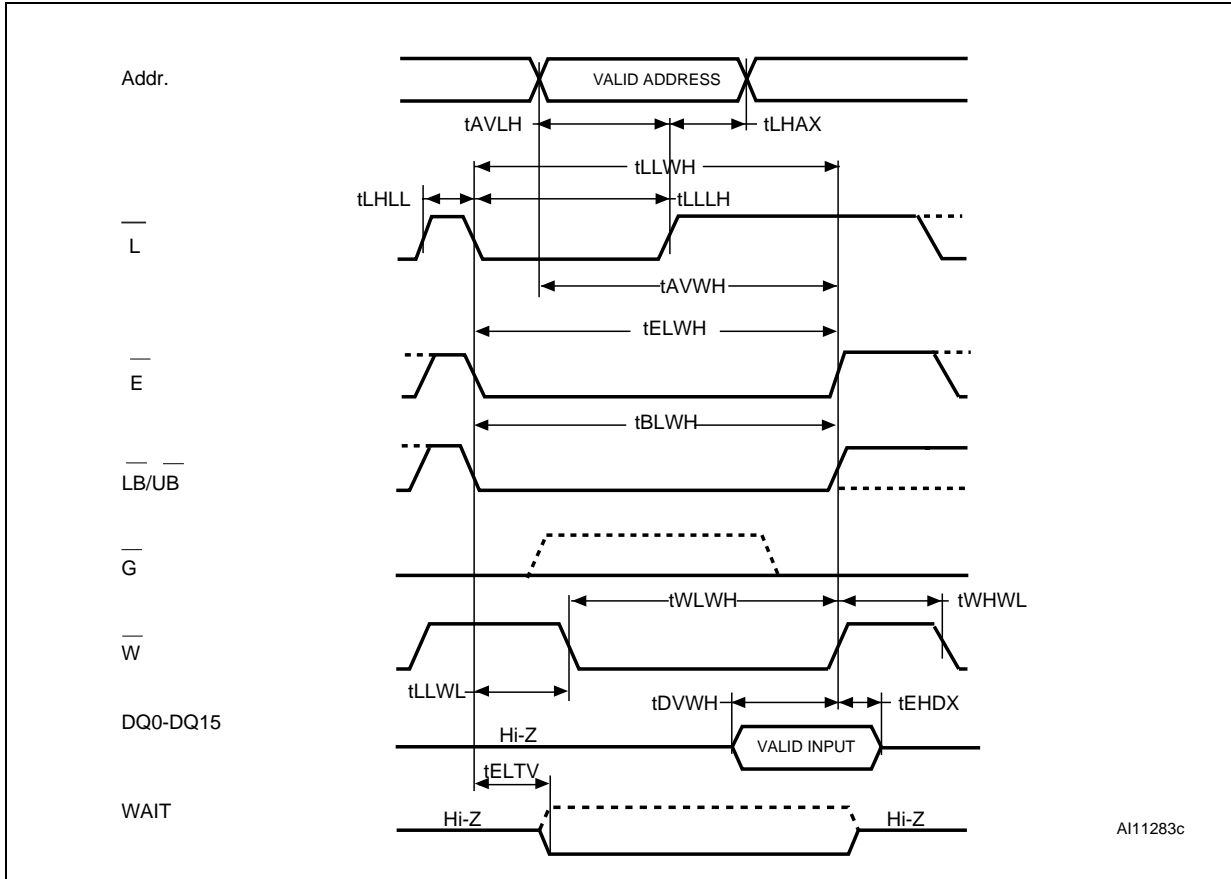 Addr.
VALID ADDRESS
tAVLH
tLHAX
tLLWH
tLHLL
tLLLH
L
tAVWH
tELWH
E
tBLWH
LB/UB
G
tWLWH
tWHWL
W
tLLWL
tDVWH
tEHDX
DQ0-DQ15
Hi-Z
VALID INPUT
tELTV
WAIT
Hi-Z
Hi-Z
AI11283c